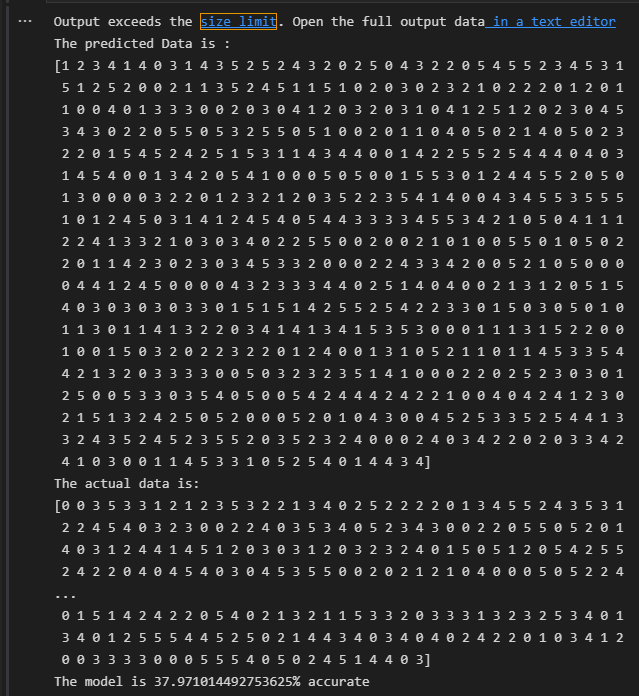 ... Output exceeds the size limit. Open the full output data in a text editor
The predicted Data is :
[1 2 3 4 1 4 0 3 1 4 3 5 2 5 2 4 3 2 0 2 5 0 4 3 2 2 0 5 4 5 5 2 3 4 5 3 1
5 1 2 5 2 0 0 2 1 1 3 5 2 4 5 1 1 5 1 0 2 0 3 0 2 3 2 1 0 2 2 2 0 1 2 0 1
1 0 0 4 0 1 3 3 3 0 0 2 0 3 0 4 1 2 0 3 2 0 3 1 0 4 1 2 5 1 2 0 2 3 0 4 5
3 4 3 0 2 2 0 5 5 0 5 3 2 5 5 0 5 1 0 0 2 0 1 1 0 4 0 5 0 2 1 4 0 5 0 2 3
2 2 0 1 5 4 5 2 4 2 5 1 5 3 1 1 4 3 4 4 0 0 1 4 2 2 5 5 2 5 4 4 4 0 4 0 3
1 4 5 4 0 0 1 3 4 2 0 5 4 1 0 0 0 5 0 5 0 0 1 5 5 3 0 1 2 4 4 5 5 2 0 5 0
1 3 0 0 0 0 3 2 2 0 1 2 3 2 1 2 0 3 5 2 2 3 5 4 1 4 0 0 4 3 4 5 5 3 5 5 5
1 0 1 2 4 5 0 3 1 4 1 2 4 5 4 0 5 4 4 3 3 3 3 4 5 5 3 4 2 1 0 5 0 4 1 1 1
2 2 4 1 3 3 2 1 0 3 0 3 4 0 2 2 5 5 0 0 2 0 0 2 1 0 1 0 0 5 5 0 1 0 5 0 2
2 0 1 1 4 2 3 0 2 3 0 3 4 5 3 3 2 0 0 0 2 2 4 3 3 4 2 0 0 5 2 1 0 5 0 0 0
0 4 4 1 2 4 5 0 0 0 0 4 3 2 3 3 3 4 4 0 2 5 1 4 0 4 0 0 2 1 3 1 2 0 5 1 5
4 0 3 0 3 0 3 0 3 3 0 1 5 1 5 1 4 2 5 5 2 5 4 2 2 3 3 0 1 5 0 3 0 5 0 1 0
1 1 3 0 1 1 4 1 3 2 2 0 3 4 1 4 1 3 4 1 5 3 5 3 0 0 0 1 1 1 3 1 5 2 2 0 0
1 0 0 1 5 0 3 2 0 2 2 3 2 2 0 1 2 4 0 0 1 3 1 0 5 2 1 1 0 1 1 4 5 3 3 5 4
4 2 1 3 2 0 3 3 3 3 0 0 5 0 3 2 3 2 3 5 1 4 1 0 0 0 2 2 0 2 5 2 3 0 3 0 1
2 5 0 0 5 3 3 0 3 5 4 0 5 0 0 5 4 2 4 4 4 2 4 2 2 1 0 0 4 0 4 2 4 1 2 3 0
2 1 5 1 3 2 4 2 5 0 5 2 0 0 0 5 2 0 1 0 4 3 0 0 4 5 2 5 3 3 5 2 5 4 4 1 3
3 2 4 3 5 2 4 5 2 3 5 5 2 0 3 5 2 3 2 4 0 0 0 2 4 0 3 4 2 2 0 2 0 3 3 4 2
4 1 0 3 0 0 1 1 4 5 3 3 1 0 5 2 5 4 0 1 4 4 3 4]
The actual data is:
[0 0 3 5 3 3 1 2 1 2 3 5 3 2 2 1 3 4 0 2 5 2 2 2 2 0 1 3 4 5 5 2 4 3 5 3 1
2 2 4 5 4 0 3 2 3 0 0 2 2 4 0 3 5 3 4 0 5 2 3 4 3 0 0 2 2 0 5 5 0 5 2 0 1
4 0 3 1 2 4 4 1 4 5 1 2 0 3 0 3 1 2 0 3 2 3 2 4 0 1 5 0 5 1 2 0 5 4 2 5 5
2 4 2 2 0 4 0 4 5 4 0 3 0 4 5 3 5 5 0 0 2 0 2 1 2 1 0 4 0 0 0 5 0 5 2 2 4
...
0 1 5 1 4 2 4 2 2 0 5 4 0 2 1 3 2 1 1 5 3 3 2 0 3 3 3 1 3 2 3 2 5 3 4 0 1
3 4 0 1 2 5 5 5 4 4 5 2 5 0 2 1 4 4 3 4 0 3 4 0 4 0 2 4 2 2 0 1 0 3 4 1 2
0 0 3 3 3 3 0 0 0 5 5 5 4 0 5 0 2 4 5 1 4 4 0 3]
The model is 37.971014492753625% accurate